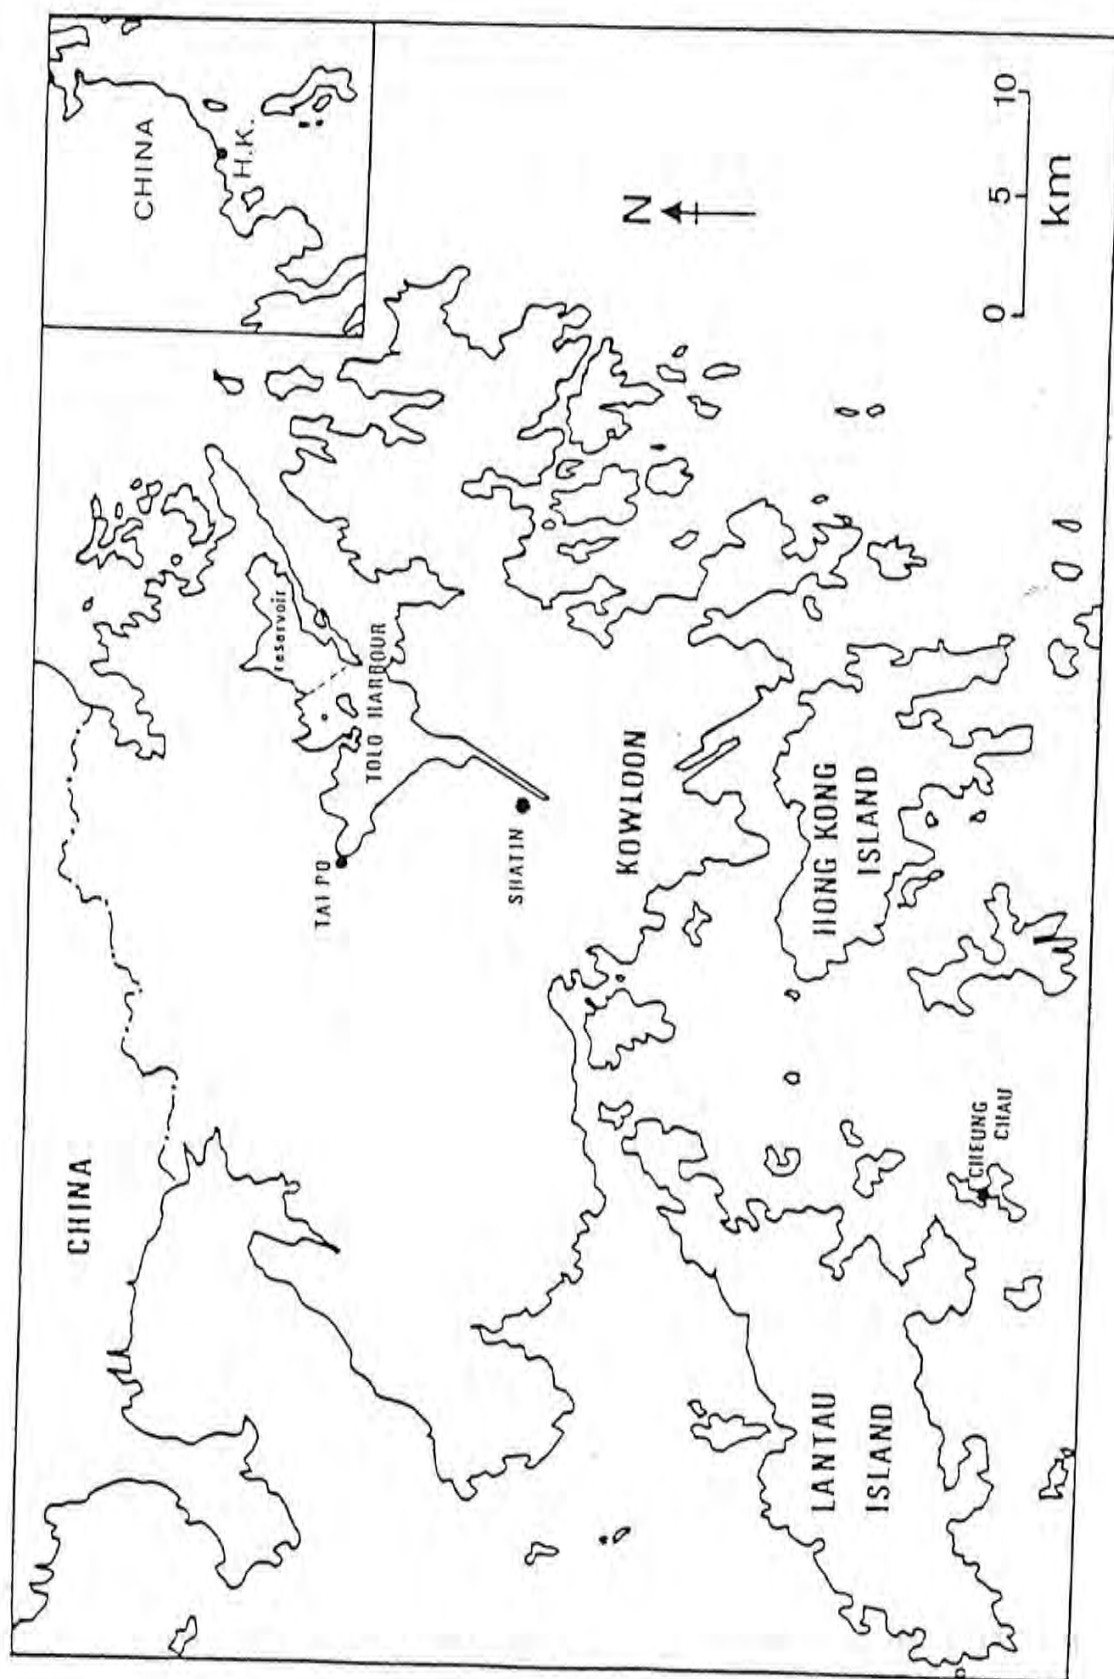 CHINA
CHINA
H.K.
reservoir
TAI PO
TOLO HARBOUR
SHATIN
KOWLOON
N
LANTAU
ISLAND
HONG KONG
ISLAND
CHEUNG
CHAU
0 5 10
km